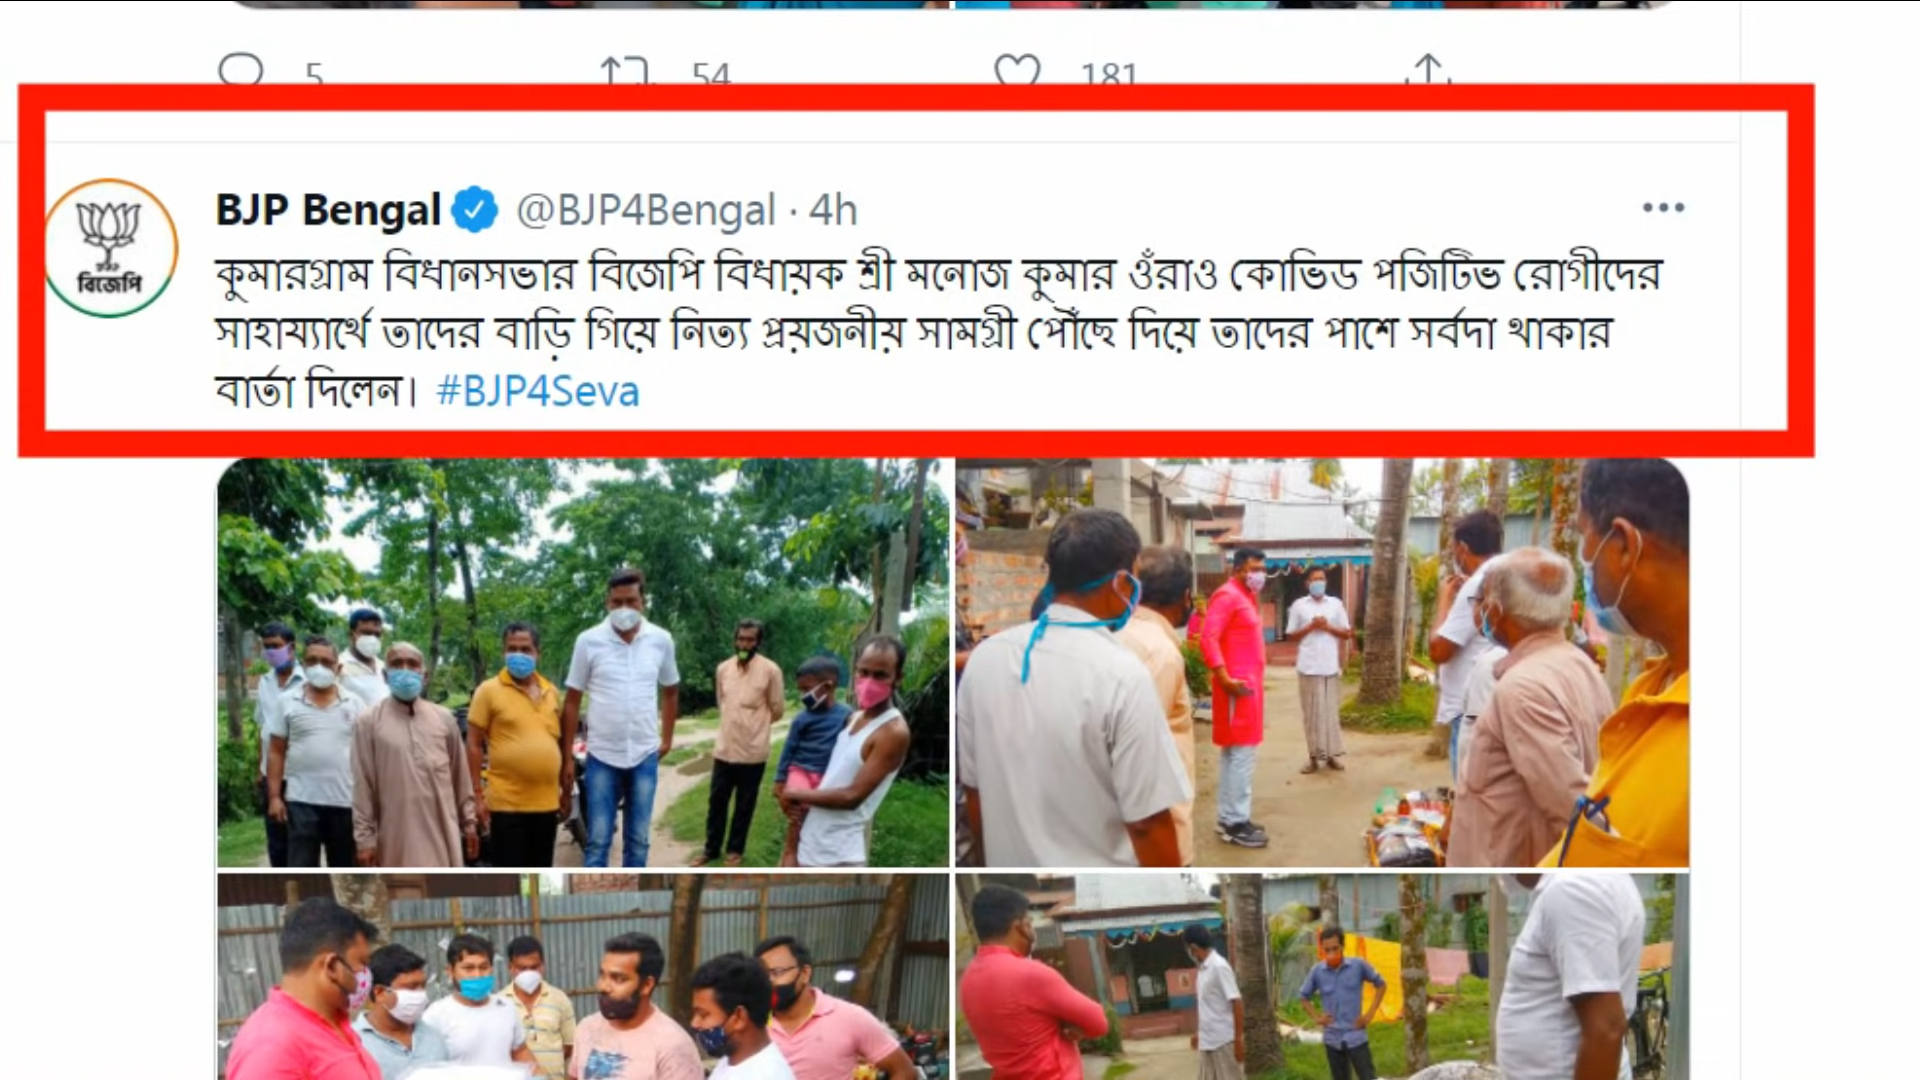 5 54 181
BJP Bengal @BJP4Bengal · 4h
কুমারগ্রাম বিধানসভার বিজেপি বিধায়ক শ্রী মনোজ কুমার ওঁরাও কোভিড পজিটিভ রোগীদের
সাহায্যার্থে তাদের বাড়ি গিয়ে নিত্য প্রয়জনীয় সামগ্রী পৌঁছে দিয়ে তাদের পাশে সর্বদা থাকার
বার্তা দিলেন। #BJP4Seva
বিজেপি